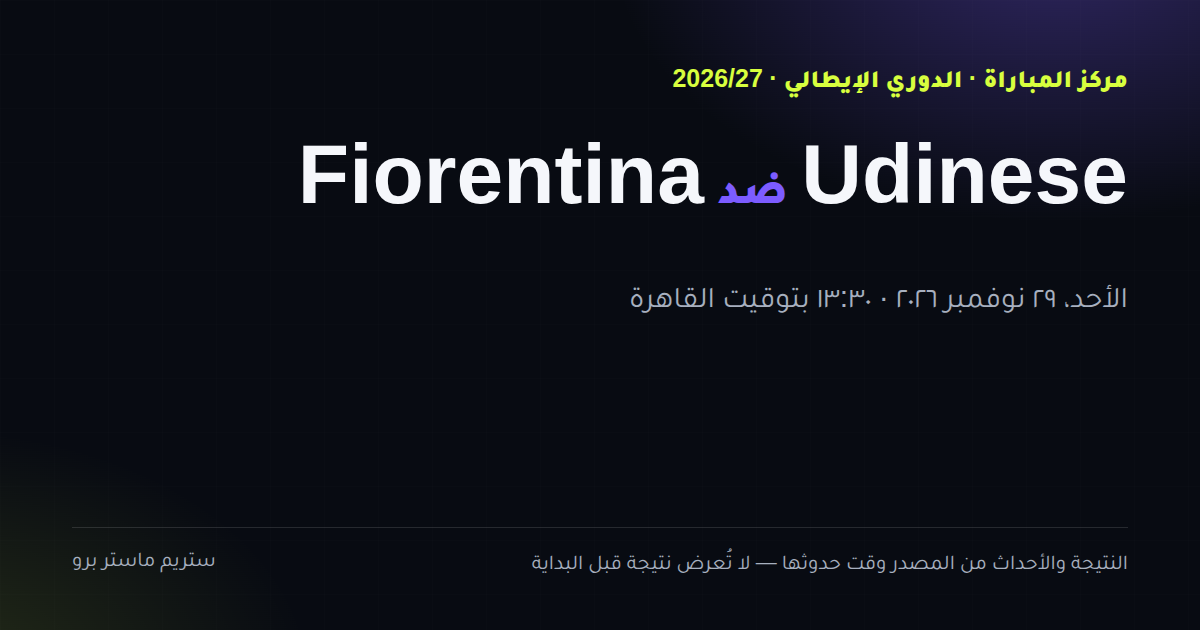 مركز المباراة · الدوري الإيطالي · 2026/27
Udinese ضد Fiorentina
الأحد، ٢٩ نوفمبر ٢٠٢٦ · ١٣:٣٠ بتوقيت القاهرة
النتيجة والأحداث من المصدر وقت حدوثها — لا تُعرض نتيجة قبل البداية
ستريم ماستر برو